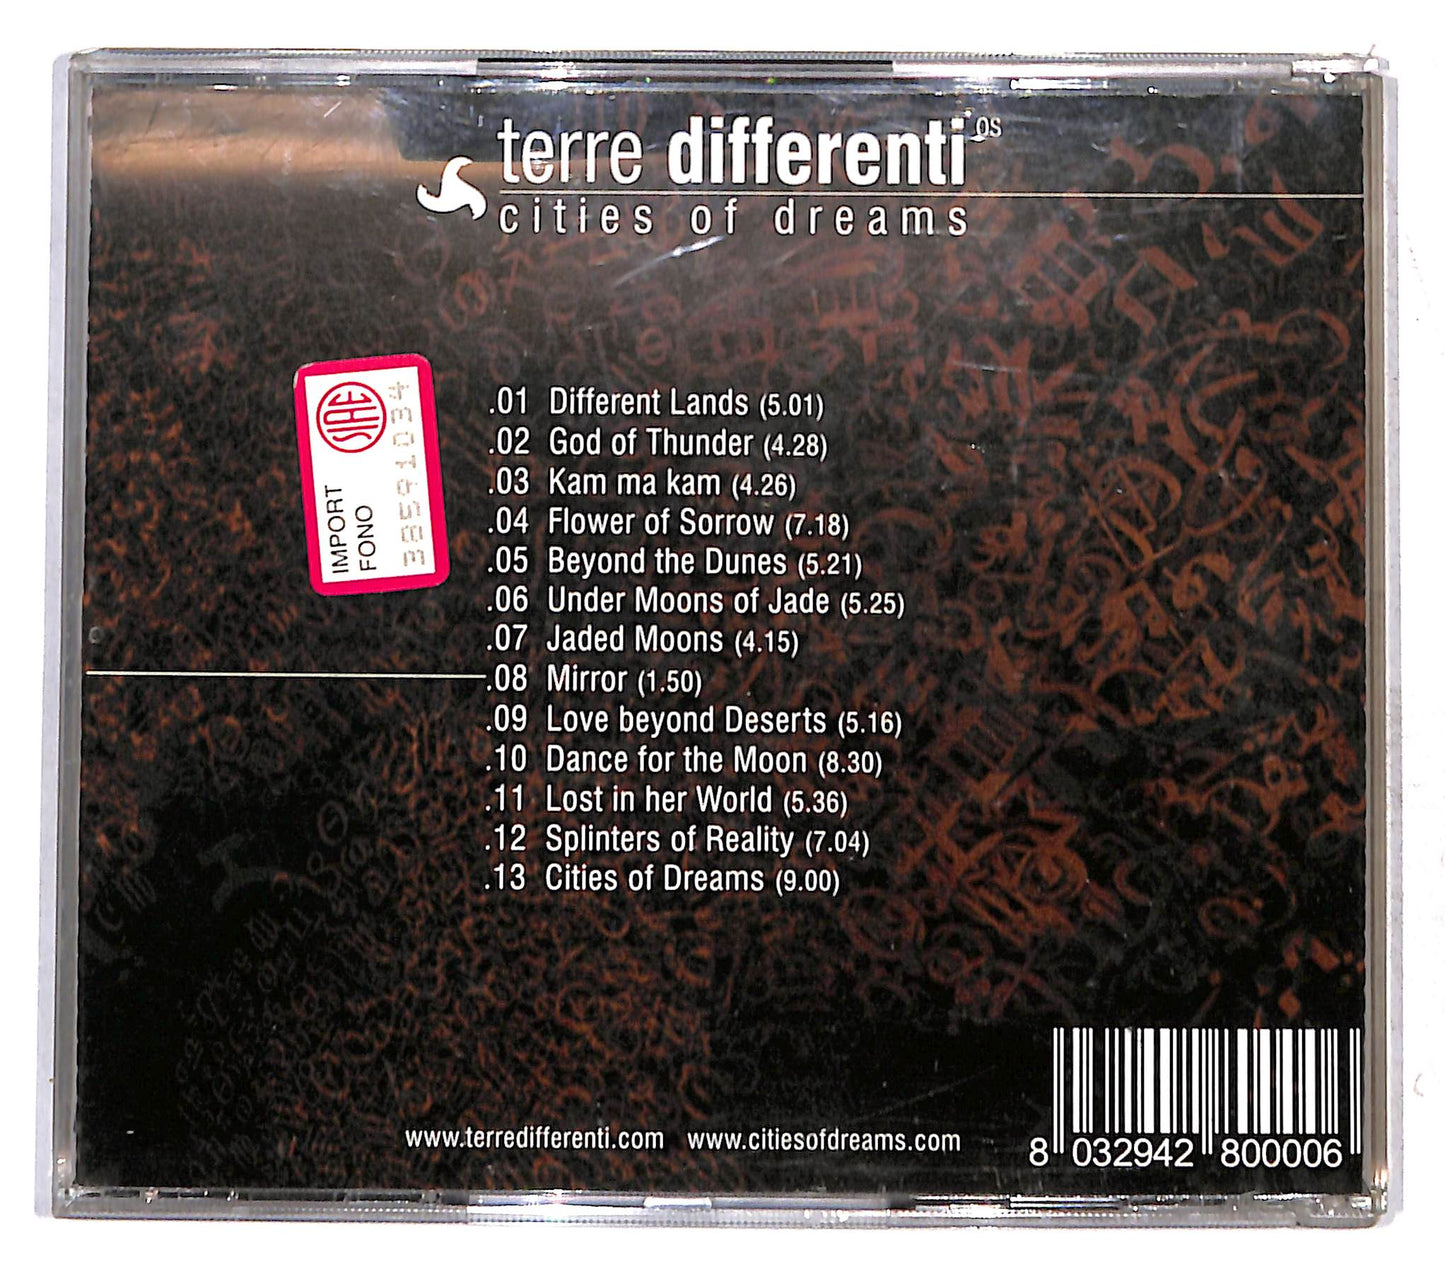 terre differenti os
cities of dreams
SIAE
IMPORT
FONO
38591034
.01 Different Lands (5.01)
.02 God of Thunder (4.28)
.03 Kam ma kam (4.26)
.04 Flower of Sorrow (7.18)
.05 Beyond the Dunes (5.21)
.06 Under Moons of Jade (5.25)
.07 Jaded Moons (4.15)
.08 Mirror (1.50)
.09 Love beyond Deserts (5.16)
.10 Dance for the Moon (8.30)
.11 Lost in her World (5.36)
.12 Splinters of Reality (7.04)
.13 Cities of Dreams (9.00)
www.terredifferenti.com www.citiesofdreams.com
8 032942 800006